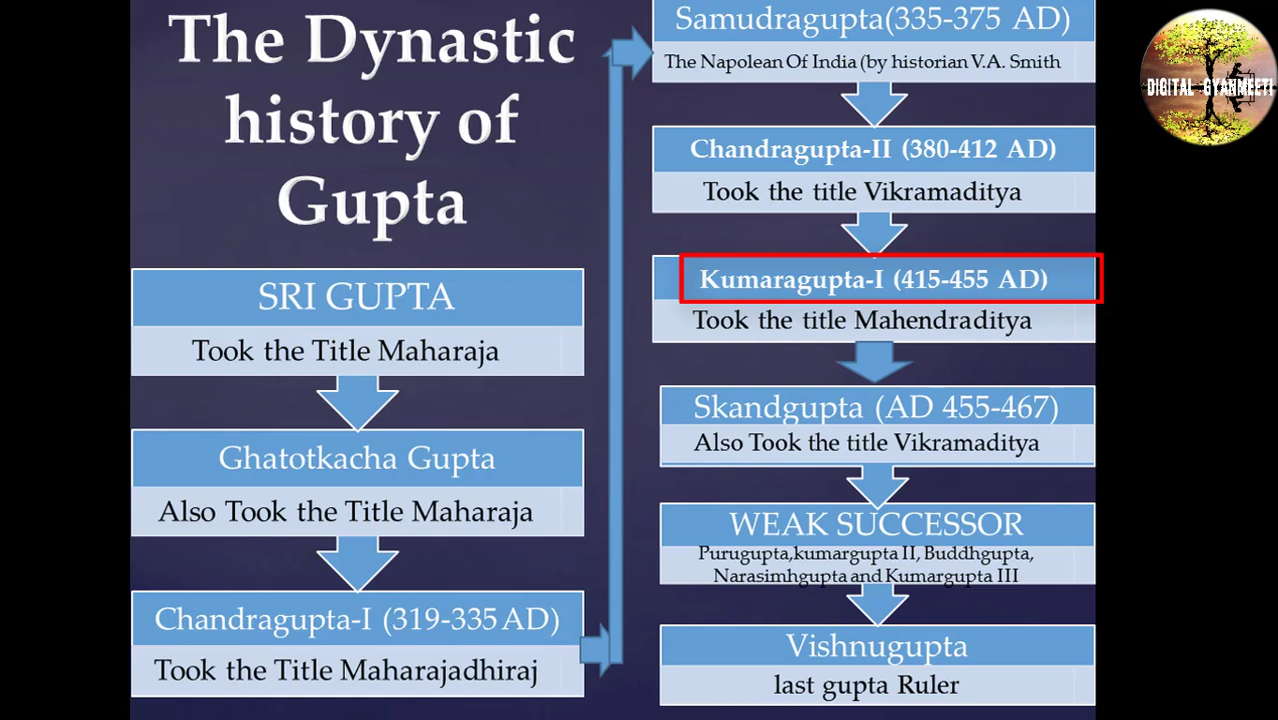 The Dynastic
history of
Gupta
SRI GUPTA
Took the Title Maharaja
Ghatotkacha Gupta
Also Took the Title Maharaja
Chandragupta-I (319-335 AD)
Took the Title Maharajadhiraj
Samudragupta(335-375 AD)
The Napolean Of India (by historian V.A. Smith
Chandragupta-II (380-412 AD)
Took the title Vikramaditya
Kumaragupta-I (415-455 AD)
Took the title Mahendraditya
Skandgupta (AD 455-467)
Also Took the title Vikramaditya
WEAK SUCCESSOR
Purugupta,kumargupta II, Buddhgupta,
Narasimhgupta and Kumargupta III
Vishnugupta
last gupta Ruler
DIGITAL GYANMEETI